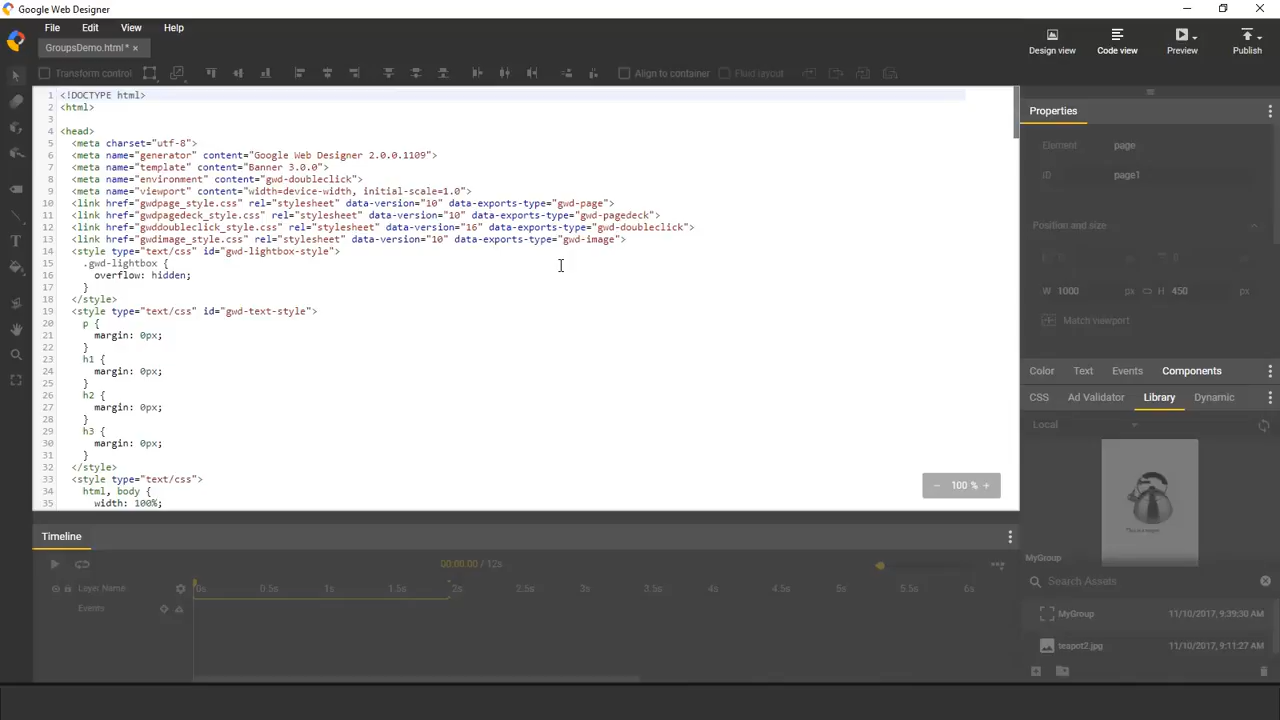 Google Web Designer
File Edit View Help
GroupsDemo.html* ×
Design view Code view Preview Publish
Transform control Align to container Fluid layout
1 <!DOCTYPE html>
2 <html>
3
4 <head>
5 <meta charset="utf-8">
6 <meta name="generator" content="Google Web Designer 2.0.0.1109">
7 <meta name="template" content="Banner 3.0.0">
8 <meta name="environment" content="gwd-doubleclick">
9 <meta name="viewport" content="width=device-width, initial-scale=1.0">
10 <link href="gwdpage_style.css" rel="stylesheet" data-version="10" data-exports-type="gwd-page">
11 <link href="gwdpagedeck_style.css" rel="stylesheet" data-version="10" data-exports-type="gwd-pagedeck">
12 <link href="gwddoubleclick_style.css" rel="stylesheet" data-version="16" data-exports-type="gwd-doubleclick">
13 <link href="gwdimage_style.css" rel="stylesheet" data-version="10" data-exports-type="gwd-image">
14 <style type="text/css" id="gwd-lightbox-style">
15 .gwd-lightbox {
16 overflow: hidden;
17 }
18 </style>
19 <style type="text/css" id="gwd-text-style">
20 p {
21 margin: 0px;
22 }
23 h1 {
24 margin: 0px;
25 }
26 h2 {
27 margin: 0px;
28 }
29 h3 {
30 margin: 0px;
31 }
32 </style>
33 <style type="text/css">
34 html, body {
35 width: 100%;
− 100 % +
Properties
Element page
ID page1
Position and size
W 1000 px H 450 px
Match viewport
Color Text Events Components
CSS Ad Validator Library Dynamic
Local
MyGroup
Search Assets
MyGroup 11/10/2017, 9:39:30 AM
teapot2.jpg 11/10/2017, 9:11:27 AM
Timeline
00:00.00 / 12s
Layer Name 0s 0.5s 1s 1.5s 2s 2.5s 3s 3.5s 4s 4.5s 5s 5.5s 6s
Events